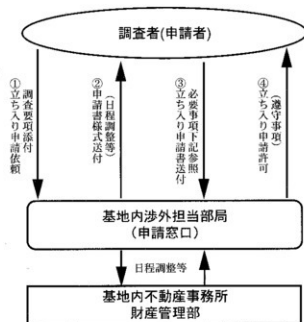 調査者(申請者)
①立ち入り申請依頼
調査要項添付
②申請書様式送付
(日程調整等)
③立ち入り申請書送付
必要事項下記参照
④立ち入り申請許可
(遵守事項)
基地内渉外担当部局
(申請窓口)
日程調整等
基地内不動産事務所
財産管理部